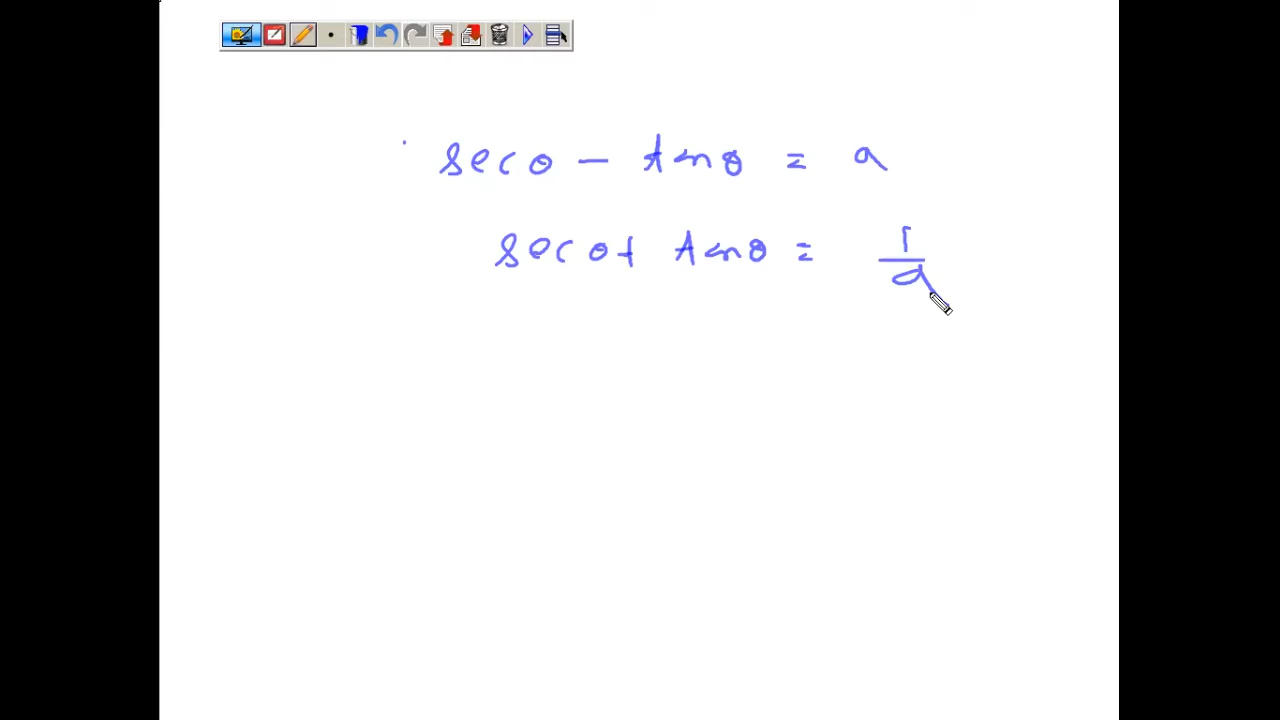 secθ - tanθ = a
secθ + tanθ = 1/a